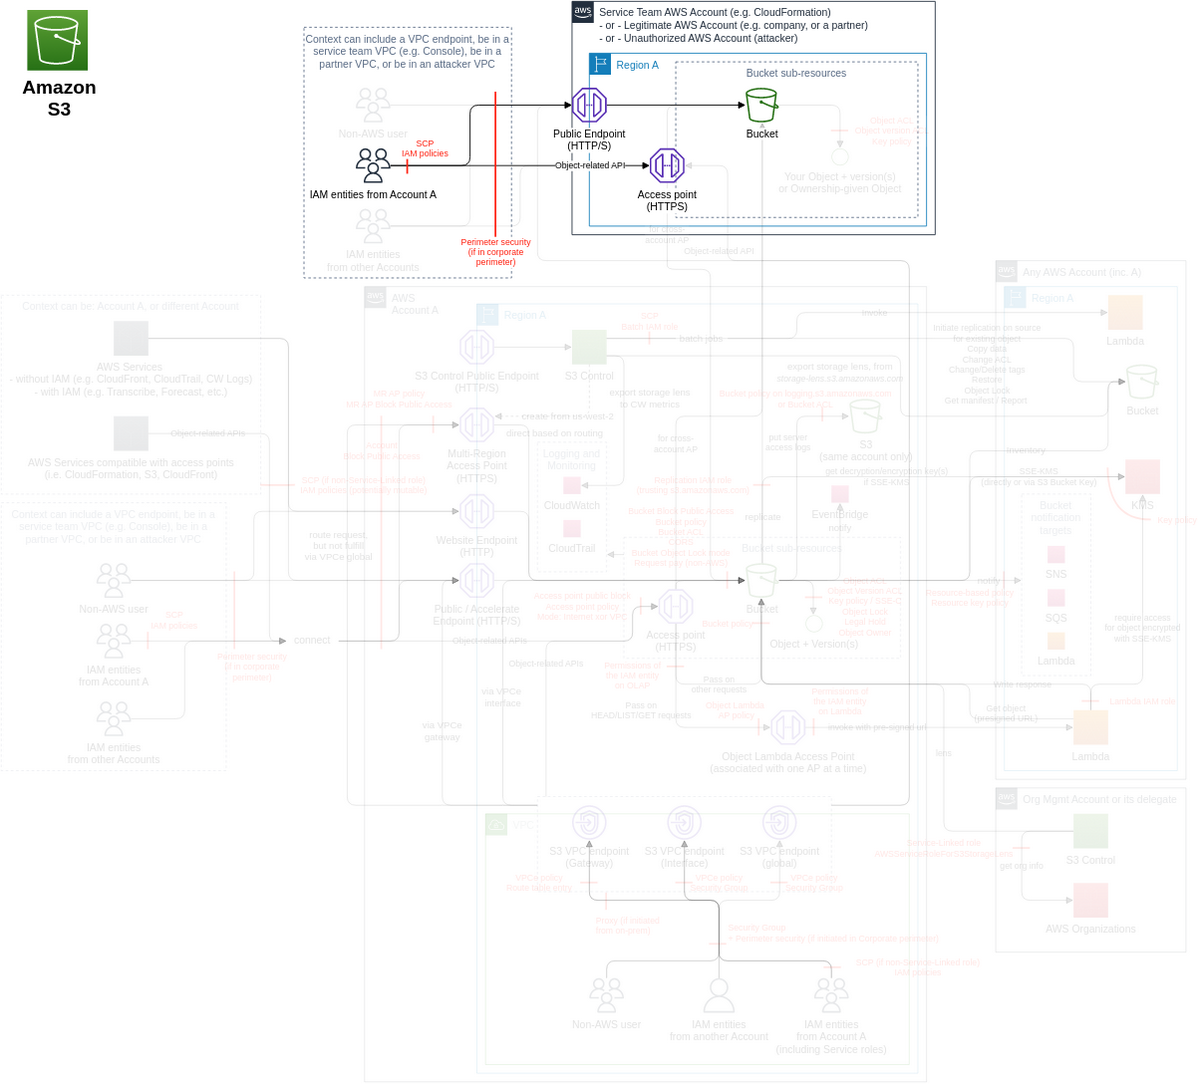 Amazon
S3
Service Team AWS Account (e.g. CloudFormation)
- or - Legitimate AWS Account (e.g. company, or a partner)
- or - Unauthorized AWS Account (attacker)
Context can include a VPC endpoint, be in a
service team VPC (e.g. Console), be in a
partner VPC, or be in an attacker VPC
Region A
Bucket sub-resources
Non-AWS user
SCP
IAM policies
IAM entities from Account A
IAM entities
from other Accounts
Perimeter security
(if in corporate
perimeter)
Public Endpoint
(HTTP/S)
Object-related API
Access point
(HTTPS)
Bucket
Object ACL
Key policy
Your Object + version(s)
or Ownership-given Object
for cross-
account AP
Object-related API
Context can be: Account A, or different Account
AWS Services
- without IAM (e.g. CloudFront, CloudTrail, CW Logs)
- with IAM (e.g. Transcribe, Forecast, etc.)
Object-related APIs
AWS Services compatible with access points
(i.e. CloudFormation, S3, CloudFront)
SCP (if non-Service-Linked role)
IAM policies (potentially mutable)
Context can include a VPC endpoint, be in a
service team VPC (e.g. Console), be in a
partner VPC, or be in an attacker VPC
Non-AWS user
SCP
IAM policies
IAM entities
from Account A
Perimeter security
(if in corporate
perimeter)
IAM entities
from other Accounts
connect
route request,
but not fulfill
via VPCe global
AWS
Account A
Region A
S3 Control Public Endpoint
(HTTP/S)
S3 Control
SCP
Batch IAM role
batch jobs
invoke
export storage lens
to CW metrics
export storage lens, from
storage-lens.s3.amazonaws.com
MR AP policy
MR AP Block Public Access
Account
Block Public Access
create from us-west-2
direct based on routing
Multi-Region
Access Point
(HTTPS)
Logging and
Monitoring
CloudWatch
CloudTrail
Website Endpoint
(HTTP)
Public / Accelerate
Endpoint (HTTP/S)
Bucket policy on logging.s3.amazonaws.com
or Bucket ACL
put server
access logs
S3
(same account only)
for cross-
account AP
get decryption/encryption key(s)
if SSE-KMS
Replication IAM role
replicate
EventBridge
notify
Bucket Block Public Access
Bucket policy
Bucket ACL
CORS
Bucket Object Lock mode
Request pay (non-AWS)
Bucket sub-resources
Bucket
Object ACL
Object Version ACL
Key policy / SSE-C
Object Lock
Legal Hold
Object Owner
Object + Version(s)
Access point public block
Access point policy
Mode: Internet or VPC
Access point
(HTTPS)
Bucket policy
Object-related APIs
Object-related APIs
Permissions of
the IAM entity
on OLAP
Pass on
other requests
Pass on
HEAD/LIST/GET requests
Object Lambda
AP policy
Permissions of
the IAM entity
on Lambda
invoke with pre-signed url
Object Lambda Access Point
(associated with one AP at a time)
via VPCe
interface
via VPCe
gateway
lens
Any AWS Account (inc. A)
Region A
Lambda
Initiate replication on source
for existing object
Copy data
Change ACL
Change/Delete tags
Restore
Object Lock
Get manifest / Report
Bucket
inventory
SSE-KMS
(directly or via S3 Bucket Key)
KMS
Key policy
Bucket
notification
targets
SNS
SQS
Lambda
notify
Resource-based policy
Resource key policy
require access
for object encrypted
with SSE-KMS
Write response
Lambda IAM role
Get object
(presigned URL)
Lambda
Org Mgmt Account or its delegate
S3 Control
Service-Linked role
AWSServiceRoleForS3StorageLens
get org info
AWS Organizations
VPC
S3 VPC endpoint
(Gateway)
S3 VPC endpoint
(Interface)
S3 VPC endpoint
(global)
VPCe policy
Route table entry
VPCe policy
Security Group
VPCe policy
Security Group
Proxy (if initiated
from on-prem)
Security Group
+ Perimeter security (if initiated in Corporate perimeter)
SCP (if non-Service-Linked role)
IAM policies
Non-AWS user
IAM entities
from another Account
IAM entities
from Account A
(including Service roles)